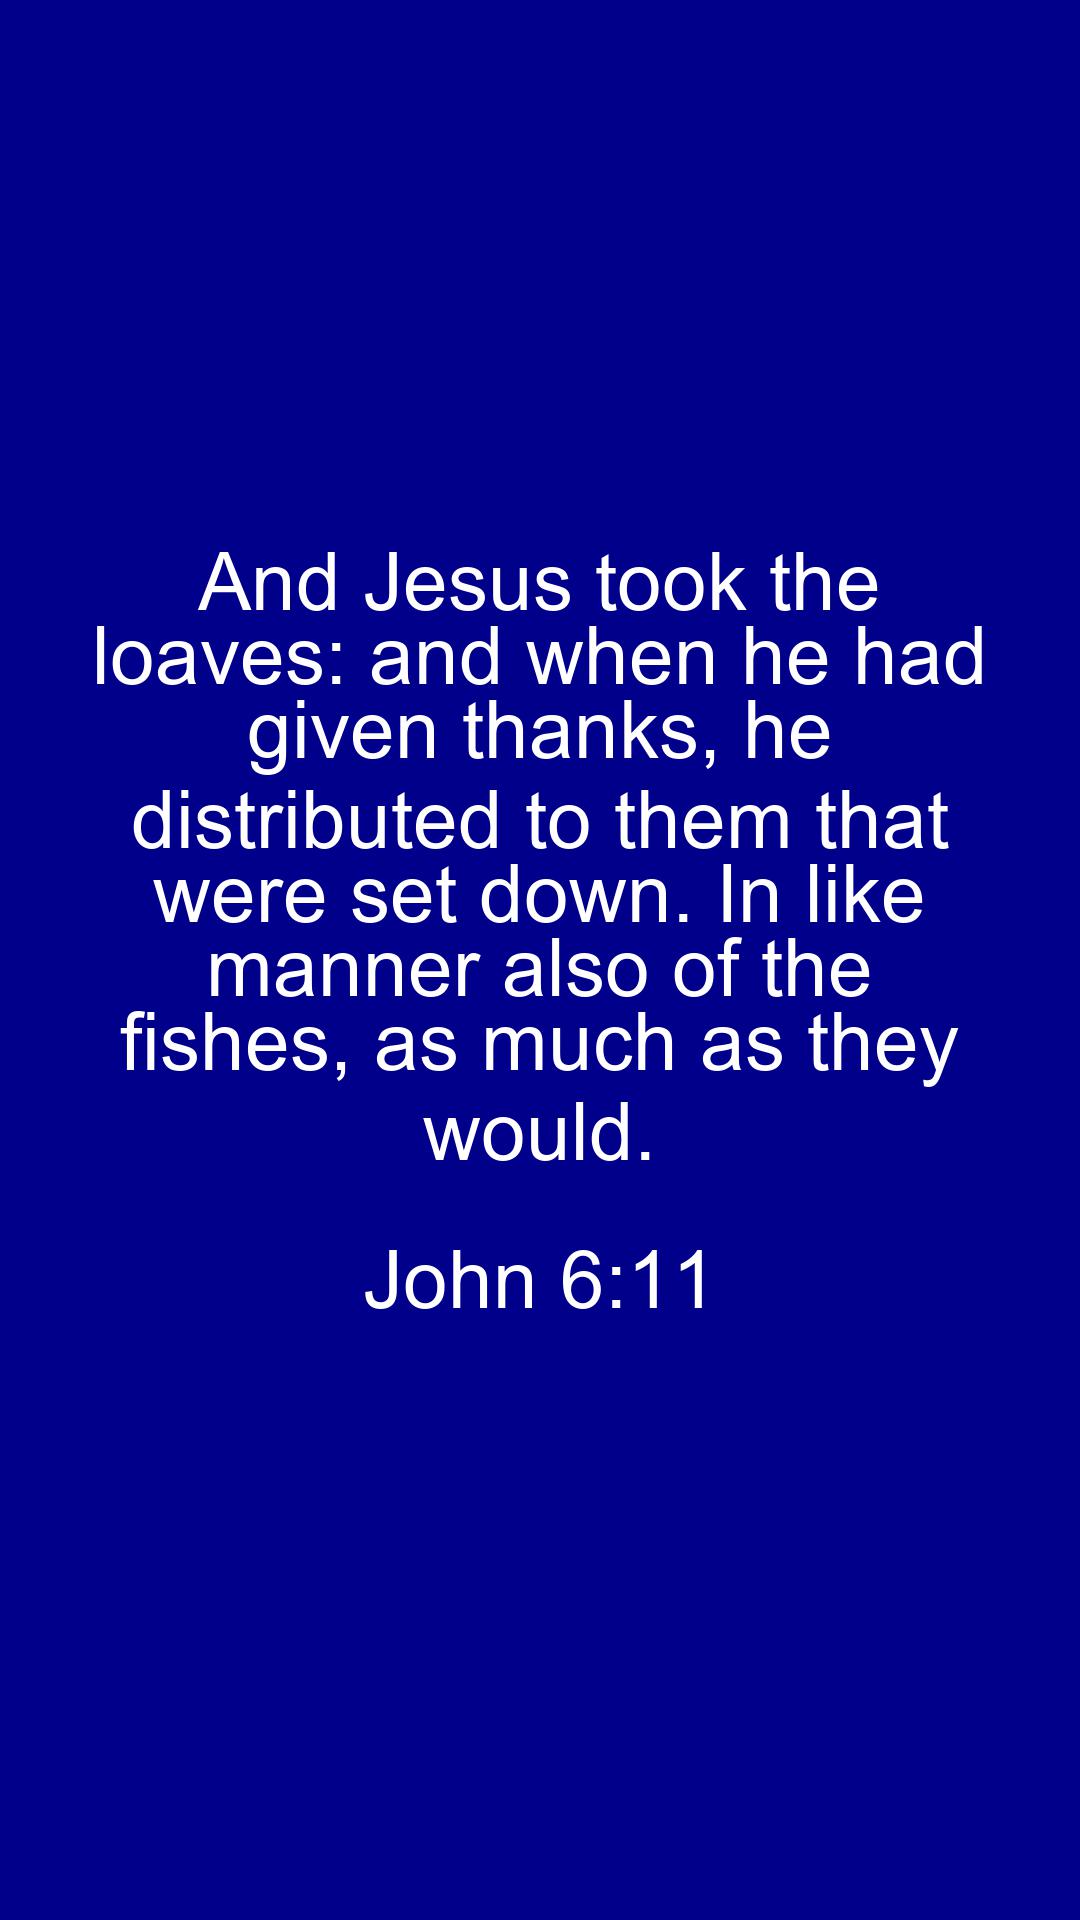 And Jesus took the
loaves: and when he had
given thanks, he
distributed to them that
were set down. In like
manner also of the
fishes, as much as they
would.
John 6:11